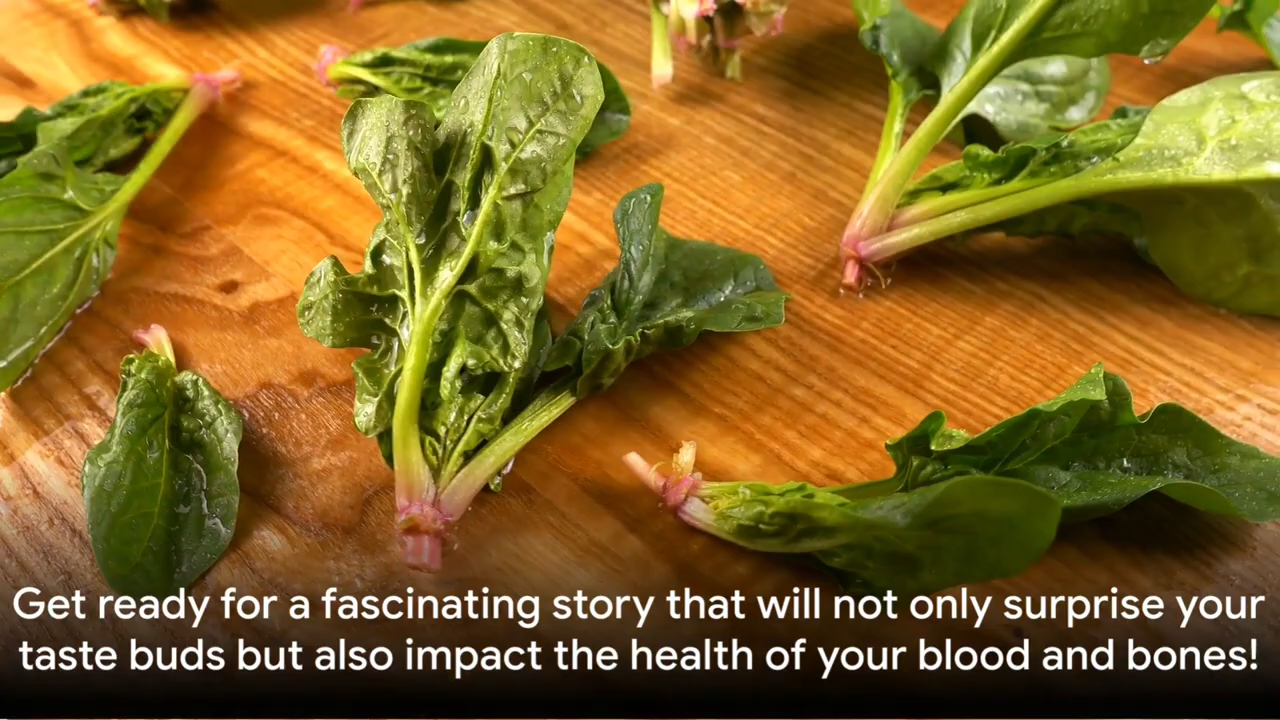 Get ready for a fascinating story that will not only surprise your
taste buds but also impact the health of your blood and bones!